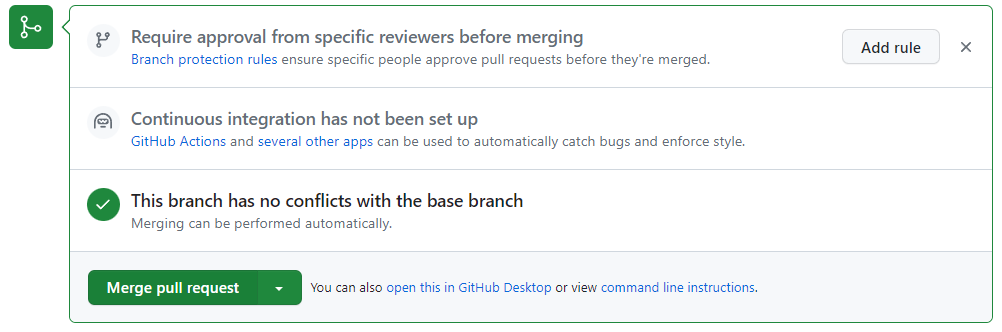 Require approval from specific reviewers before merging
Add rule
Branch protection rules ensure specific people approve pull requests before they're merged.
Continuous integration has not been set up
GitHub Actions and several other apps can be used to automatically catch bugs and enforce style.
This branch has no conflicts with the base branch
Merging can be performed automatically.
Merge pull request
You can also open this in GitHub Desktop or view command line instructions.